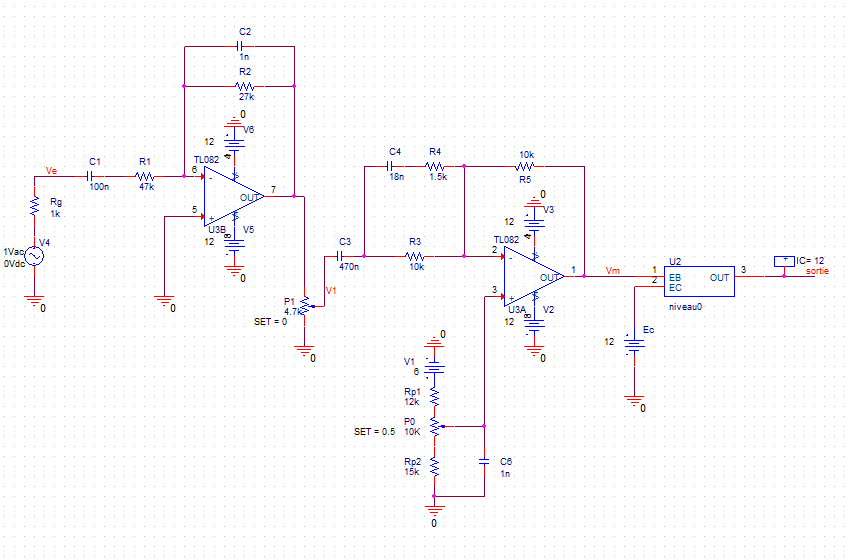 C2
1n
R2
27k
0
V6
12
4
TL082
6
-
7
OUT
5
+
U3B
8
12
V5
0
Ve
C1
100n
R1
47k
Rg
1k
V4
1Vac
0Vdc
0
0
P1
4.7k
SET = 0
0
V1
C3
470n
C4
18n
R4
1.5k
R3
10k
10k
R5
0
V3
12
4
TL082
2
-
1
OUT
3
+
U3A
8
12
V2
0
Vm
U2
1
EB
2
EC
OUT
3
niveau0
IC= 12
sortie
+
Ec
12
0
0
V1
6
Rp1
12k
P0
10K
SET = 0.5
Rp2
15k
C6
1n
0